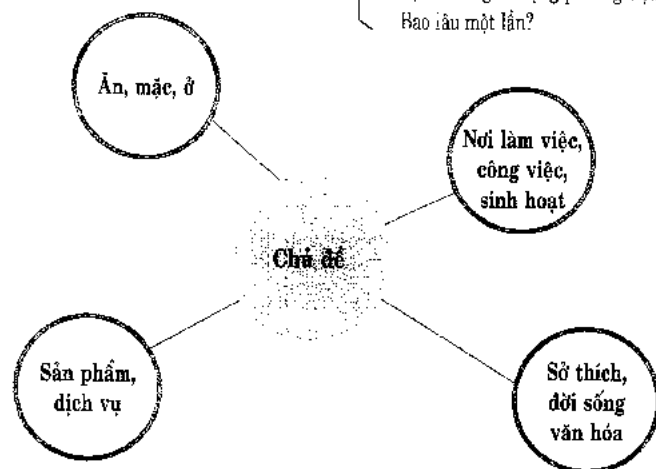 Bao lâu một lần?
Ăn, mặc, ở
Nơi làm việc,
công việc,
sinh hoạt
Chủ đề
Sản phẩm,
dịch vụ
Sở thích,
đời sống
văn hóa